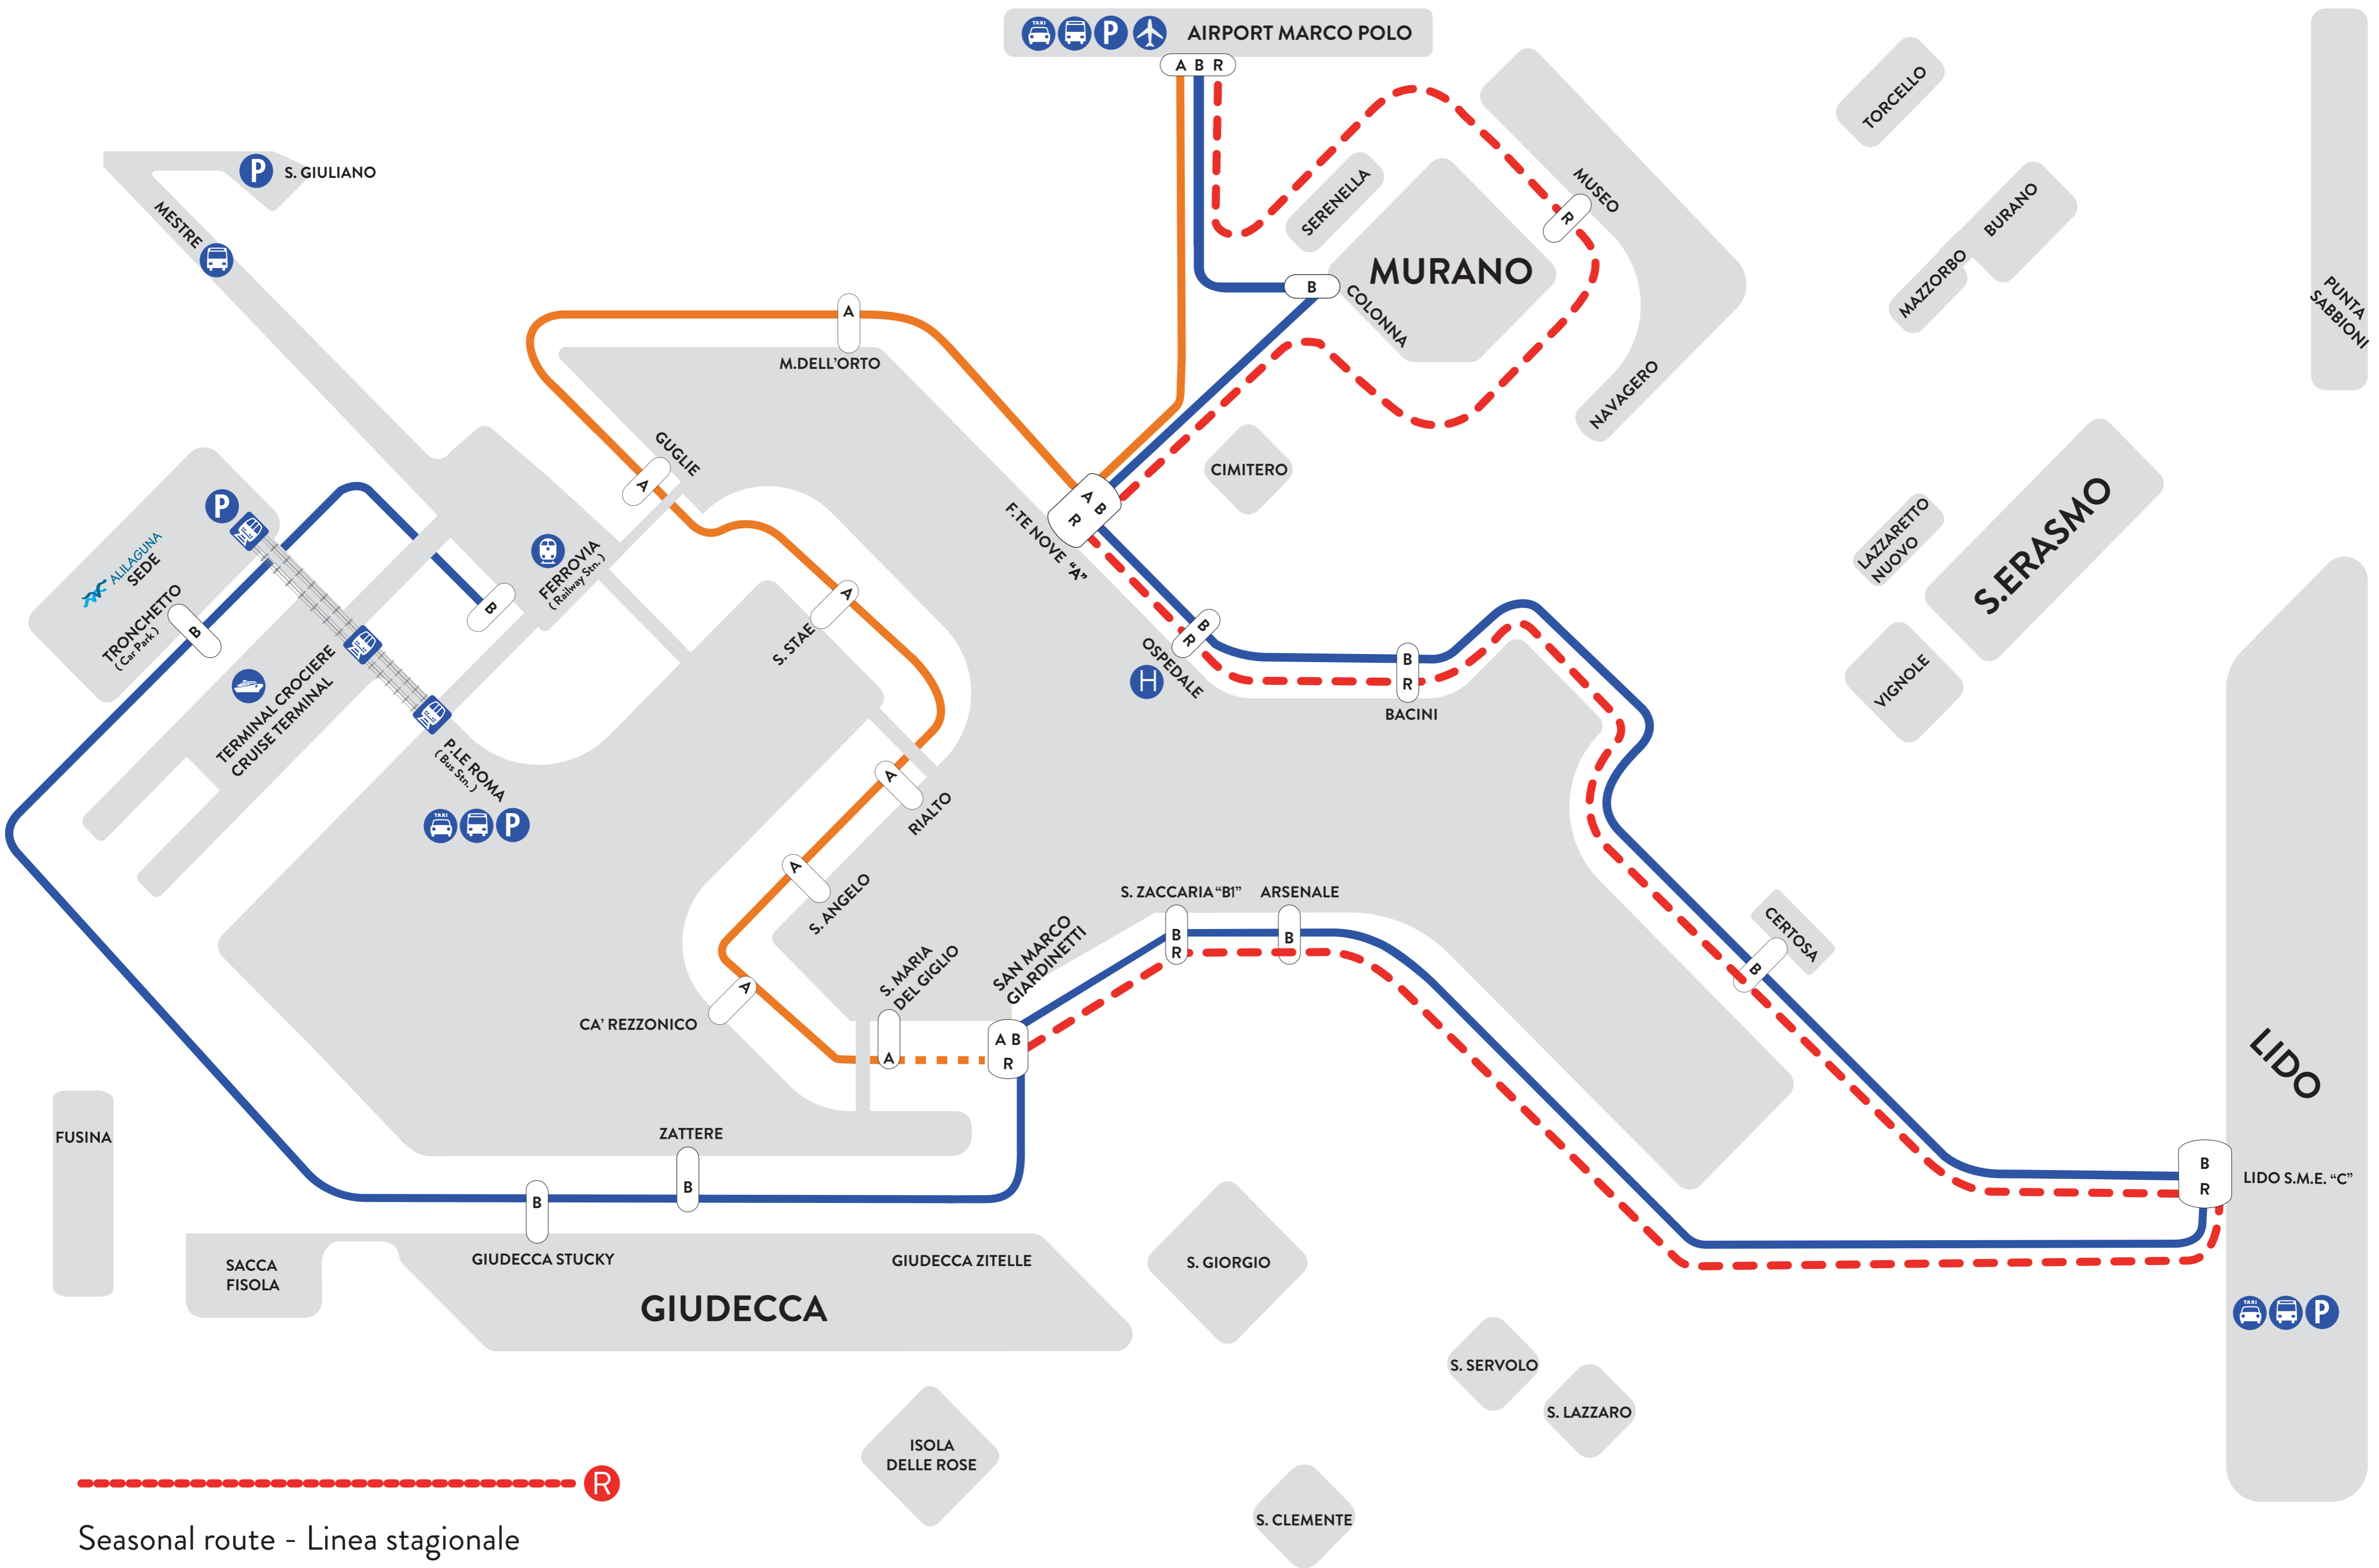 TAXI
P
AIRPORT MARCO POLO
A B R
TORCELLO
P
S. GIULIANO
MESTRE
SERENELLA
MUSEO
R
BURANO
MAZZORBO
PUNTA
SABBIONI
MURANO
B
COLONNA
A
M.DELL'ORTO
NAVAGERO
GUGLIE
A
CIMITERO
A B
R
F.TE NOVE "A"
P
ALILAGUNA
SEDE
TRONCHETTO
( Car Park )
B
FERROVIA
( Railway Stn. )
B
A
S. STAE
B
R
OSPEDALE
H
B
R
BACINI
LAZZARETTO
NUOVO
S.ERASMO
VIGNOLE
TERMINAL CROCIERE
CRUISE TERMINAL
P.LE ROMA
( Bus Stn. )
TAXI
P
A
RIALTO
A
S. ANGELO
S. ZACCARIA "B1"
B
R
ARSENALE
B
CERTOSA
B
SAN MARCO
GIARDINETTI
A B
R
S. MARIA
DEL GIGLIO
A
CA' REZZONICO
A
LIDO
B
R
LIDO S.M.E. "C"
FUSINA
ZATTERE
B
B
GIUDECCA STUCKY
GIUDECCA ZITELLE
SACCA
FISOLA
GIUDECCA
S. GIORGIO
TAXI
P
S. SERVOLO
S. LAZZARO
ISOLA
DELLE ROSE
S. CLEMENTE
R
Seasonal route - Linea stagionale